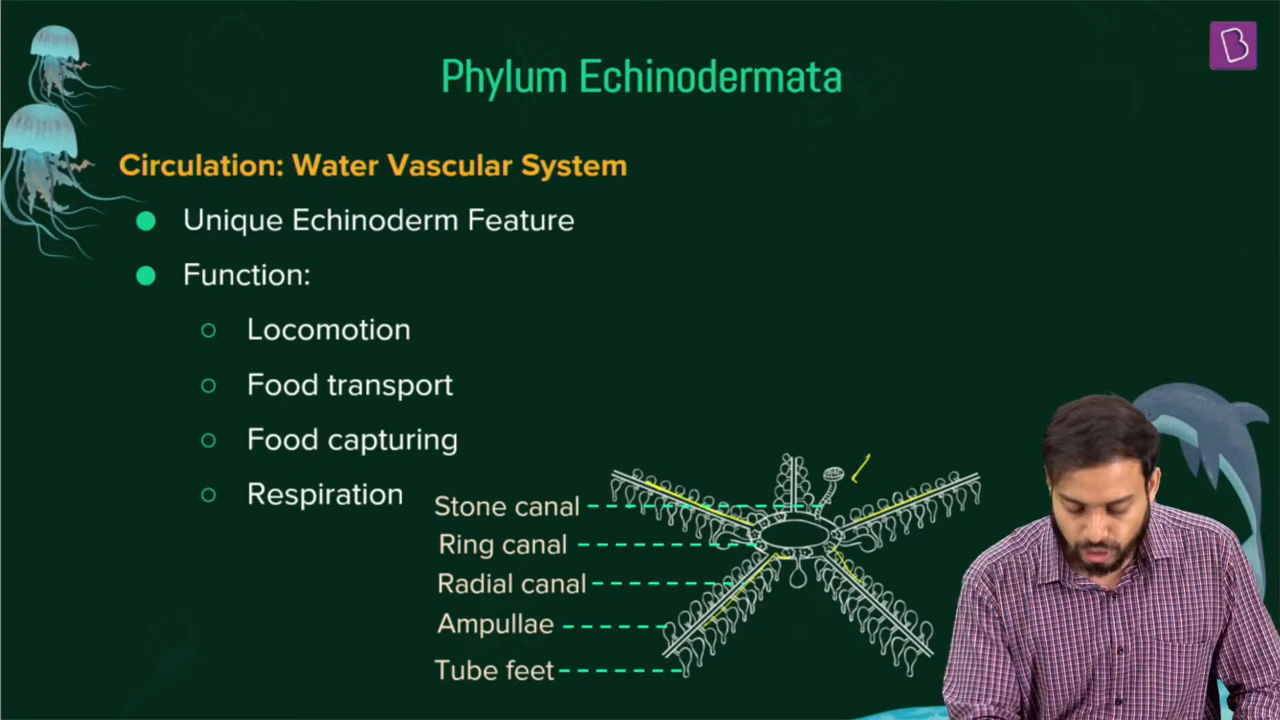 Phylum Echinodermata
Circulation: Water Vascular System
Unique Echinoderm Feature
Function:
Locomotion
Food transport
Food capturing
Respiration
Stone canal
Ring canal
Radial canal
Ampullae
Tube feet
B